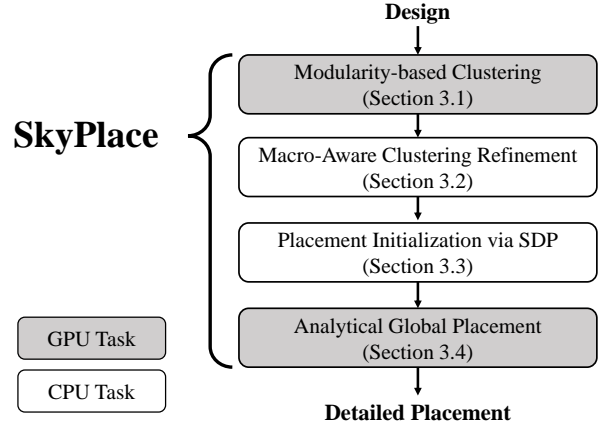 Design
Modularity-based Clustering
(Section 3.1)
SkyPlace
Macro-Aware Clustering Refinement
(Section 3.2)
Placement Initialization via SDP
(Section 3.3)
Analytical Global Placement
(Section 3.4)
GPU Task
CPU Task
Detailed Placement